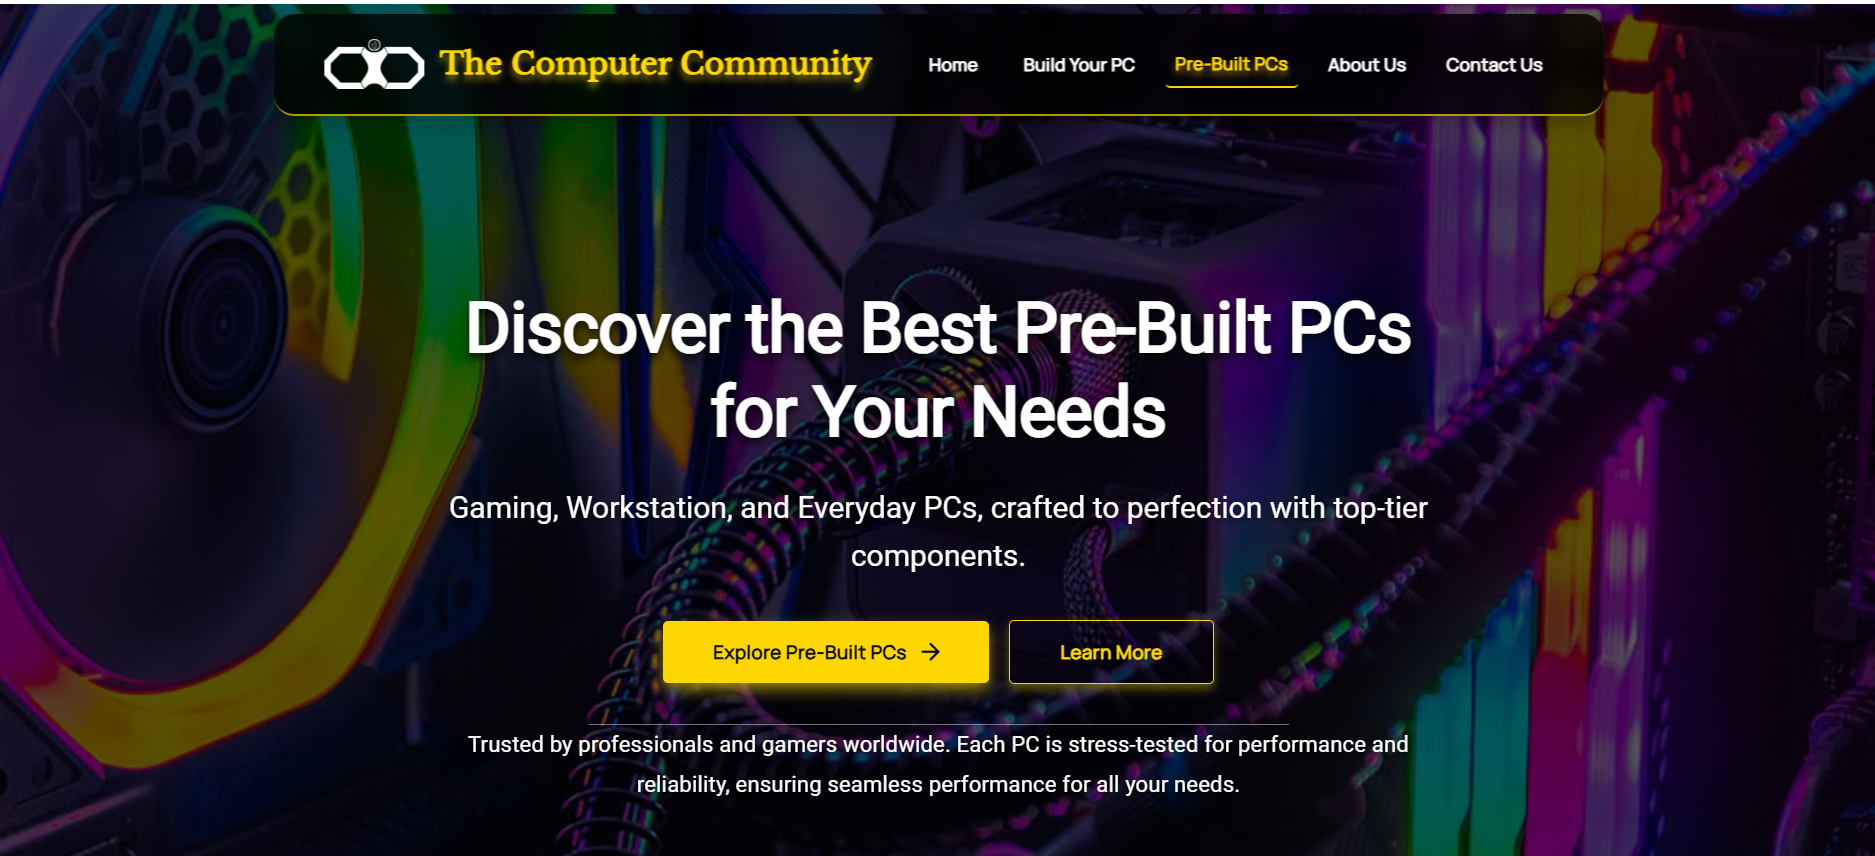 The Computer Community
Home
Build Your PC
Pre-Built PCs
About Us
Contact Us
Discover the Best Pre-Built PCs
for Your Needs
Gaming, Workstation, and Everyday PCs, crafted to perfection with top-tier
components.
Explore Pre-Built PCs →
Learn More
Trusted by professionals and gamers worldwide. Each PC is stress-tested for performance and
reliability, ensuring seamless performance for all your needs.